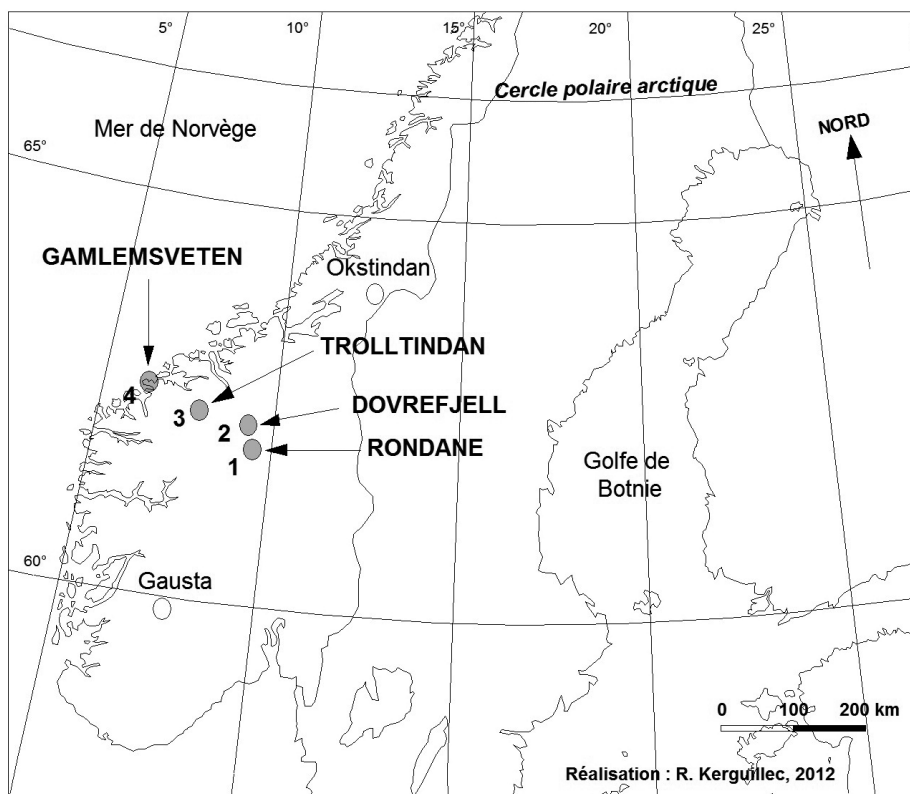 5°
10°
15°
20°
25°
Cercle polaire arctique
Mer de Norvège
NORD
65°
GAMLEMSVETEN
Okstindan
TROLLTINDAN
4
3
DOVREFJELL
2
RONDANE
1
Golfe de
Botnie
60°
Gausta
0 100 200 km
Réalisation : R. Kerguillec, 2012